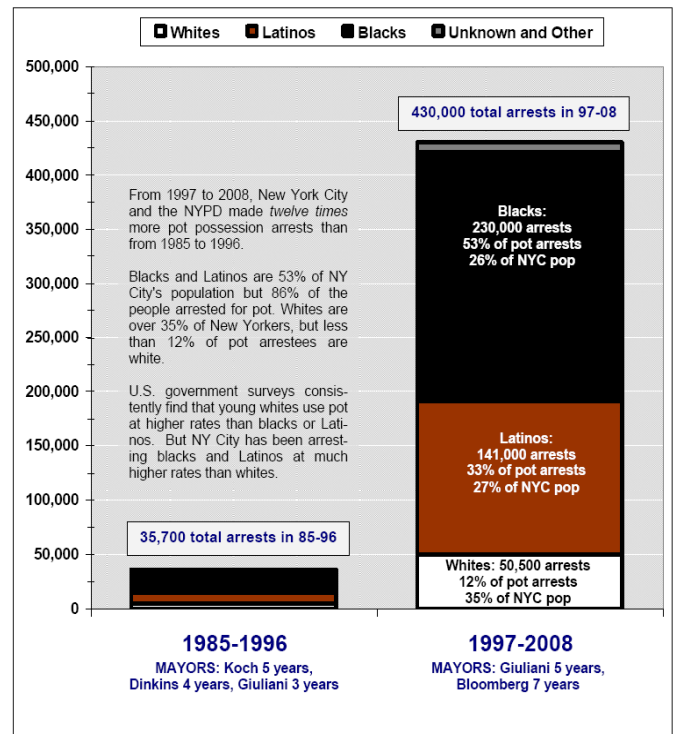 Whites Latinos Blacks Unknown and Other
500,000
450,000
400,000
350,000
300,000
250,000
200,000
150,000
100,000
50,000
0
430,000 total arrests in 97-08
From 1997 to 2008, New York City
and the NYPD made twelve times
more pot possession arrests than
from 1985 to 1996.
Blacks and Latinos are 53% of NY
City's population but 86% of the
people arrested for pot. Whites are
over 35% of New Yorkers, but less
than 12% of pot arrestees are
white.
U.S. government surveys consis-
tently find that young whites use pot
at higher rates than blacks or Lati-
nos. But NY City has been arrest-
ing blacks and Latinos at much
higher rates than whites.
35,700 total arrests in 85-96
Blacks:
230,000 arrests
53% of pot arrests
26% of NYC pop
Latinos:
141,000 arrests
33% of pot arrests
27% of NYC pop
Whites: 50,500 arrests
12% of pot arrests
35% of NYC pop
1985-1996
MAYORS: Koch 5 years,
Dinkins 4 years, Giuliani 3 years
1997-2008
MAYORS: Giuliani 5 years,
Bloomberg 7 years